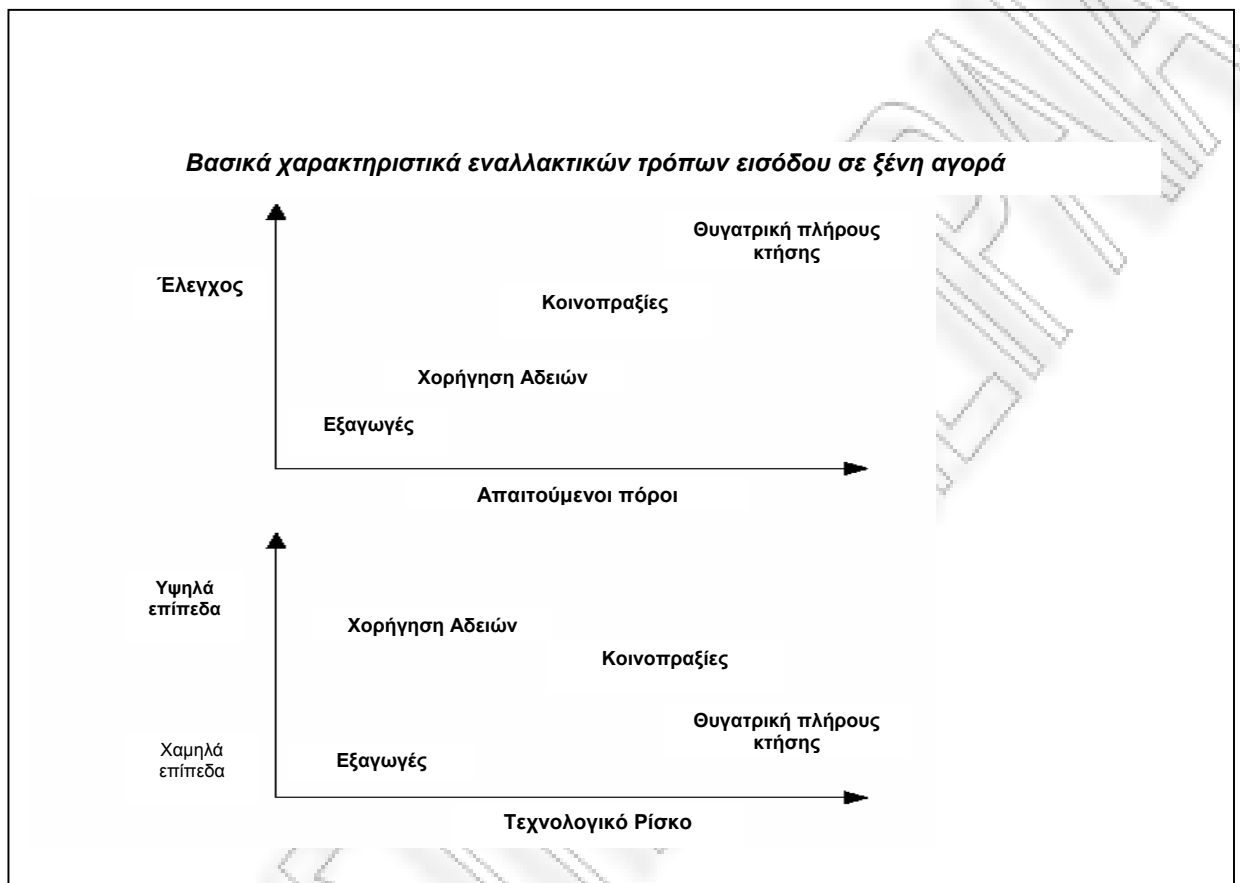 Βασικά χαρακτηριστικά εναλλακτικών τρόπων εισόδου σε ξένη αγορά
Θυγατρική πλήρους
κτήσης
Έλεγχος
Κοινοπραξίες
Χορήγηση Αδειών
Εξαγωγές
Απαιτούμενοι πόροι
Υψηλά
επίπεδα
Χορήγηση Αδειών
Κοινοπραξίες
Θυγατρική πλήρους
κτήσης
Χαμηλά
επίπεδα
Εξαγωγές
Τεχνολογικό Ρίσκο